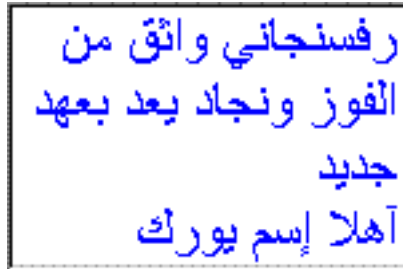 رفسنجاني واثق من
الفوز ونجاد يعد بعهد
جديد
آهلا إسم يورك